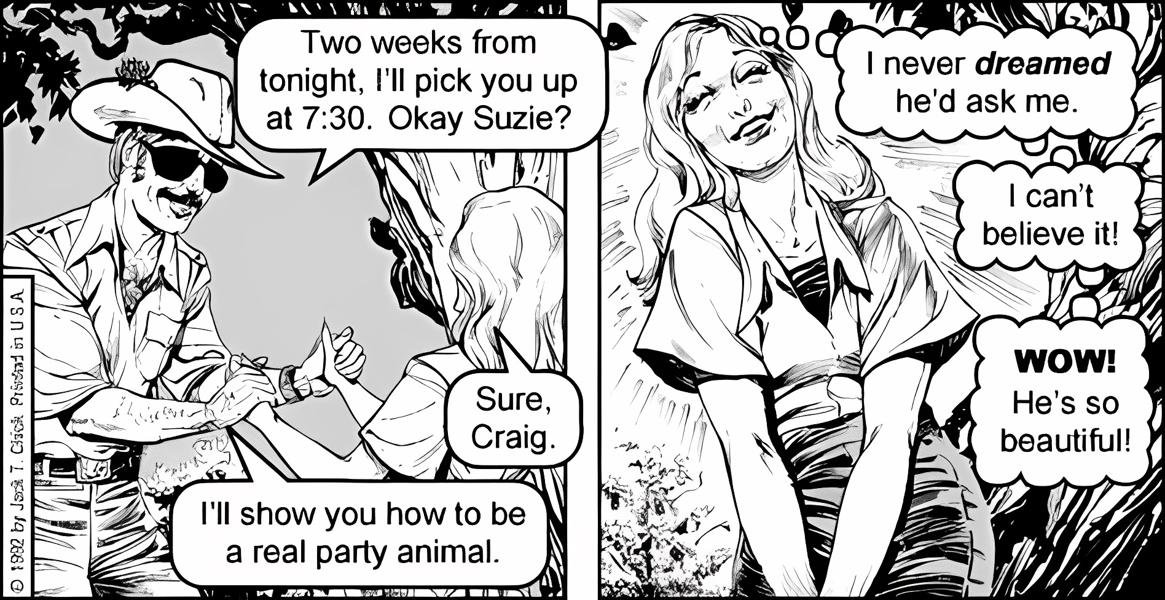 Two weeks from
tonight, I'll pick you up
at 7:30. Okay Suzie?
Sure,
Craig.
I'll show you how to be
a real party animal.
© 1992 by Jack T. Chick Printed in U S A
I never dreamed
he'd ask me.
I can't
believe it!
WOW!
He's so
beautiful!